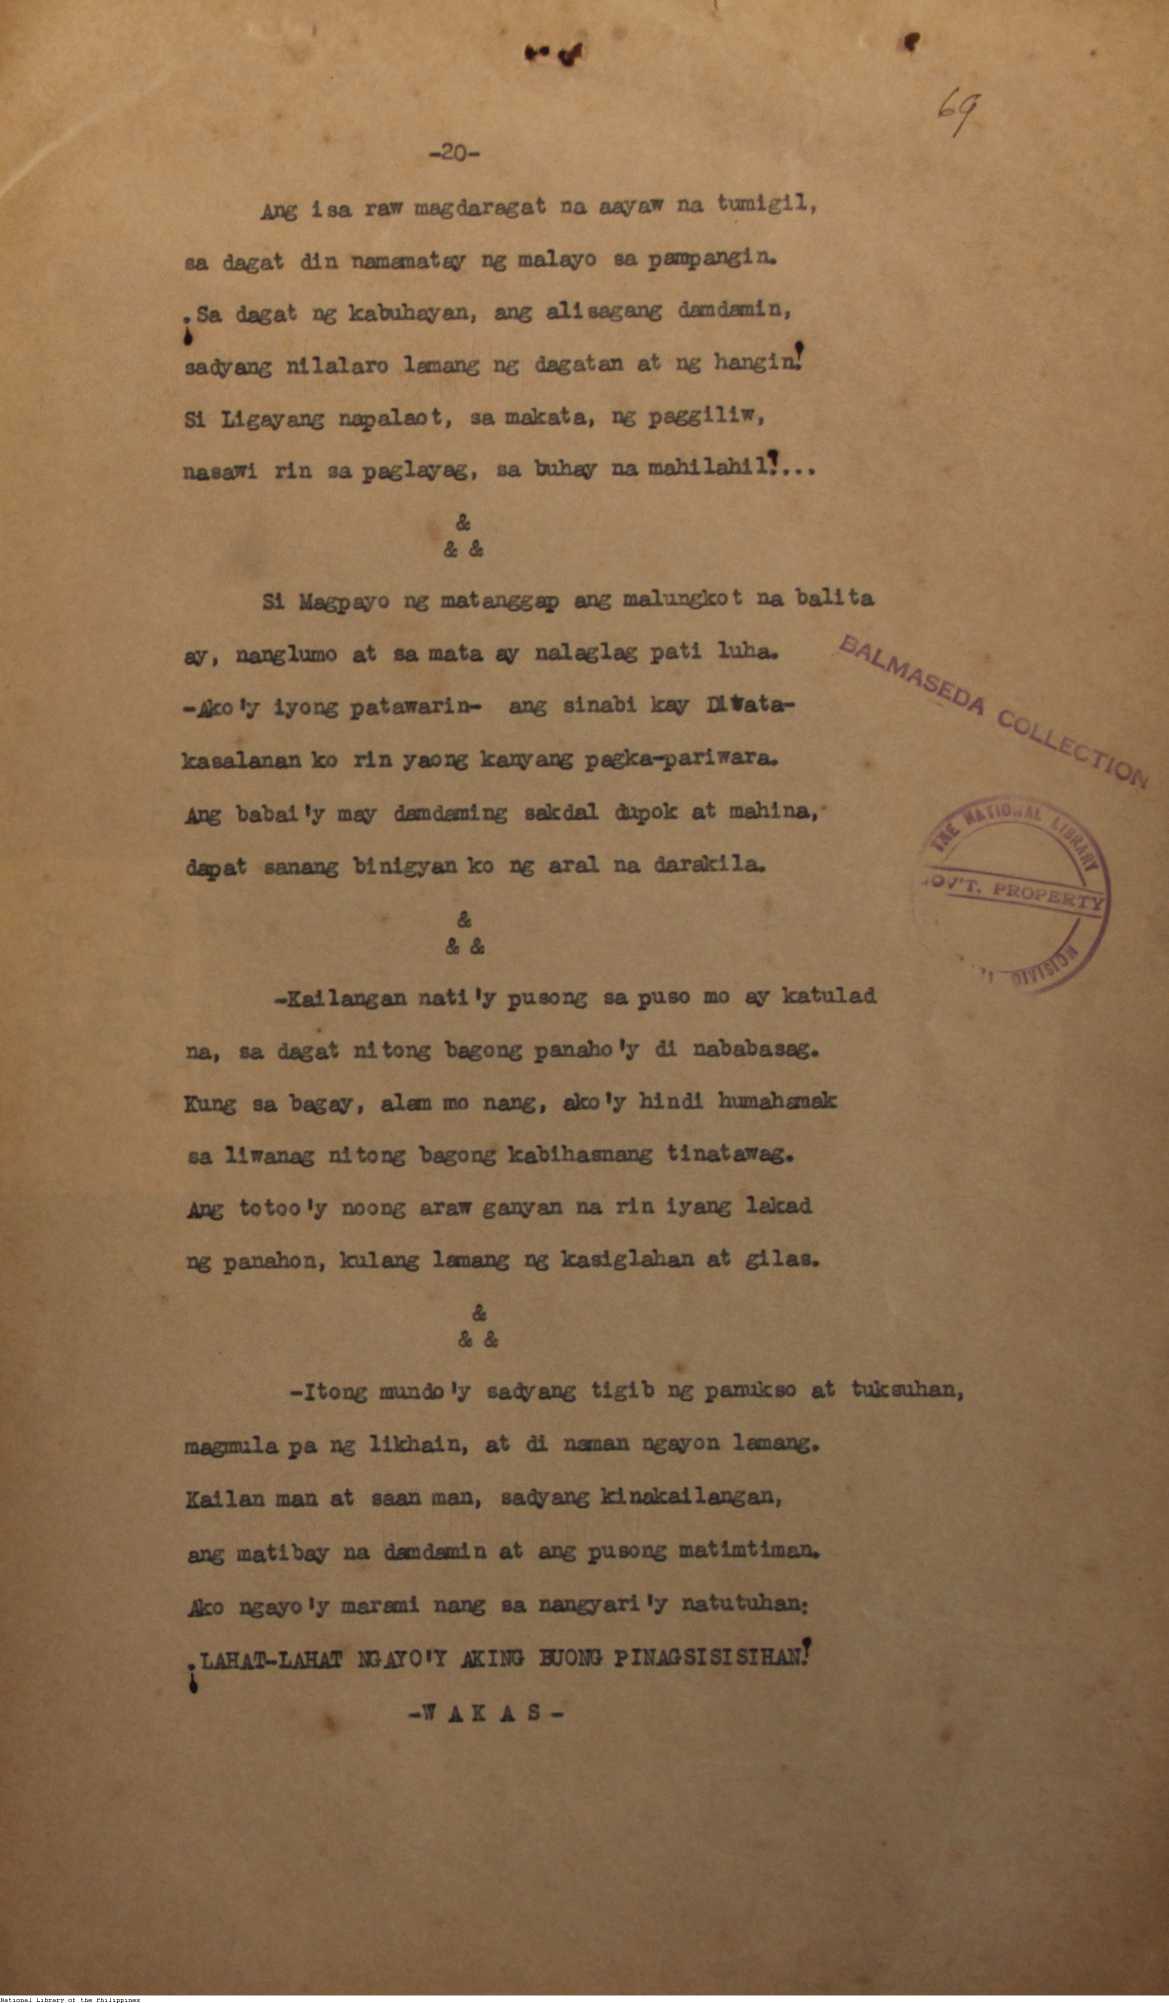 69
-20-
Ang isa raw magdaragat na aayaw na tumigil,
sa dagat din namamatay ng malayo sa pampangin.
¡Sa dagat ng kabuhayan, ang alisagang damdamin,
sadyang nilalaro lamang ng dagatan at ng hangin!
Si Ligayang napalaot, sa makata, ng paggiliw,
nasawi rin sa paglayag, sa buhay na mahilahil!...
&
& &
Si Magpayo ng matanggap ang malungkot na balita
ay, nanglumo at sa mata ay nalaglag pati luha.
-Ako'y iyong patawarin- ang sinabi kay Diwata-
kasalanan ko rin yaong kanyang pagka-pariwara.
Ang babai'y may damdaming sakdal dupok at mahina,
dapat sanang binigyan ko ng aral na darakila.
BALMASEDA COLLECTION
THE NATIONAL LIBRARY
GOV'T. PROPERTY
DIVISION
&
& &
-Kailangan nati'y pusong sa puso mo ay katulad
na, sa dagat nitong bagong panaho'y di nababasag.
Kung sa bagay, alam mo nang, ako'y hindi humahamak
sa liwanag nitong bagong kabihasnang tinatawag.
Ang totoo'y noong araw ganyan na rin iyang lakad
ng panahon, kulang lamang ng kasiglahan at gilas.
&
& &
-Itong mundo'y sadyang tigib ng panukso at tuksuhan,
magmula pa ng likhain, at di naman ngayon lamang.
Kailan man at saan man, sadyang kinakailangan,
ang matibay na damdamin at ang pusong matimtiman.
Ako ngayo'y marami nang sa nangyari'y natutuhan:
¡LAHAT-LAHAT NGAYO'Y AKING BUONG PINAGSISISIHAN!
-W A K A S-
National Library of the Philippines